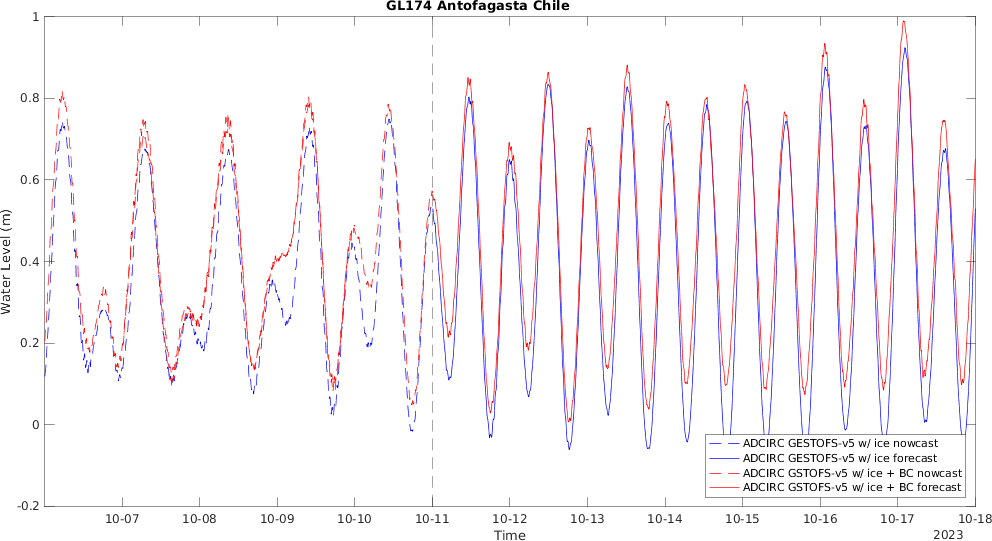 GL174 Antofagasta Chile
1
0.8
0.6
0.4
0.2
0
-0.2
Water Level (m)
ADCIRC GESTOFS-v5 w/ ice nowcast
ADCIRC GESTOFS-v5 w/ ice forecast
ADCIRC GSTOFS-v5 w/ ice + BC nowcast
ADCIRC GSTOFS-v5 w/ ice + BC forecast
10-07 10-08 10-09 10-10 10-11 10-12 10-13 10-14 10-15 10-16 10-17 10-18
Time
2023